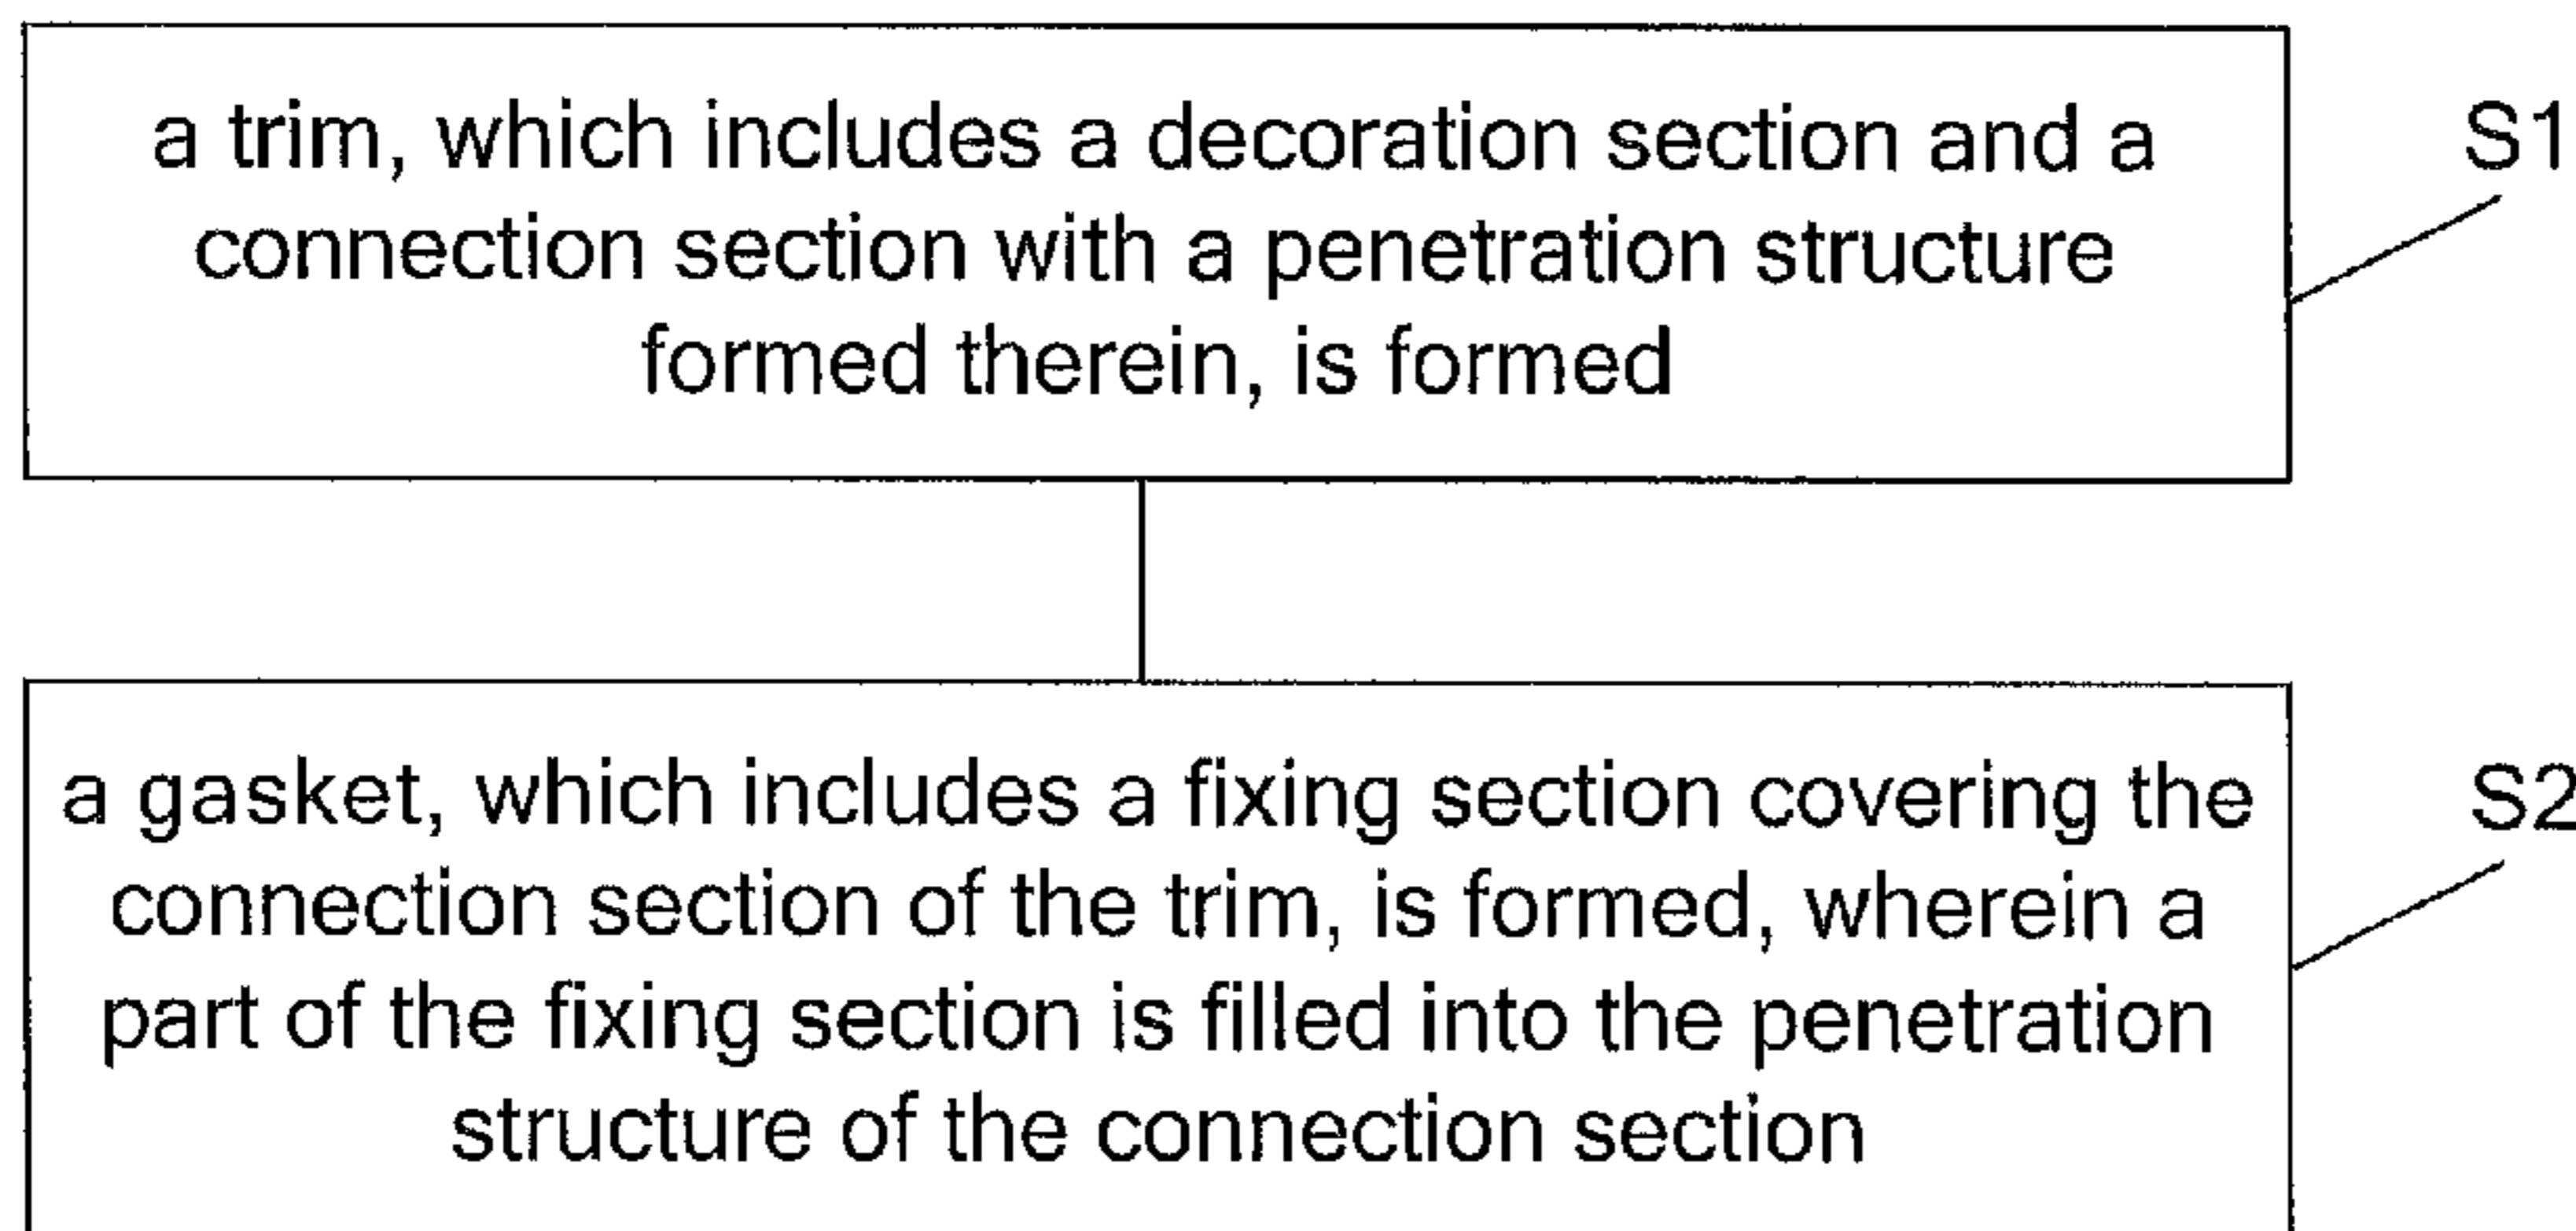 a trim, which includes a decoration section and a
connection section with a penetration structure
formed therein, is formed
S1
a gasket, which includes a fixing section covering the
connection section of the trim, is formed, wherein a
part of the fixing section is filled into the penetration
structure of the connection section
S2